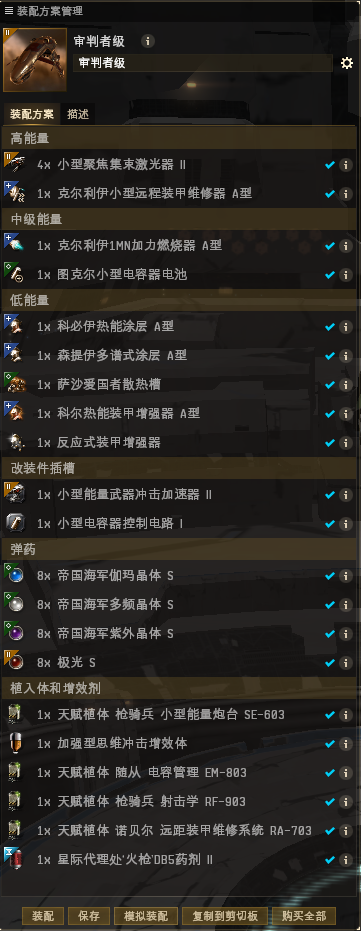 装配方案管理
审判者级
审判者级
装配方案 描述
高能量
4x 小型聚焦集束激光器 II
1x 克尔利伊小型远程装甲维修器 A型
中级能量
1x 克尔利伊1MN加力燃烧器 A型
1x 图克尔小型电容器电池
低能量
1x 科必伊热能涂层 A型
1x 森提伊多谱式涂层 A型
1x 萨沙爱国者散热槽
1x 科尔热能装甲增强器 A型
1x 反应式装甲增强器
改装件插槽
1x 小型能量武器冲击加速器 II
1x 小型电容器控制电路 I
弹药
8x 帝国海军伽玛晶体 S
8x 帝国海军多频晶体 S
8x 帝国海军紫外晶体 S
8x 极光 S
植入体和增效剂
1x 天赋植体 枪骑兵 小型能量炮台 SE-603
1x 加强型思维冲击增效体
1x 天赋植体 随从 电容管理 EM-803
1x 天赋植体 枪骑兵 射击学 RF-903
1x 天赋植体 诺贝尔 远距装甲维修系统 RA-703
1x 星际代理处'火枪'DB5药剂 II
装配 保存 模拟装配 复制到剪切板 购买全部